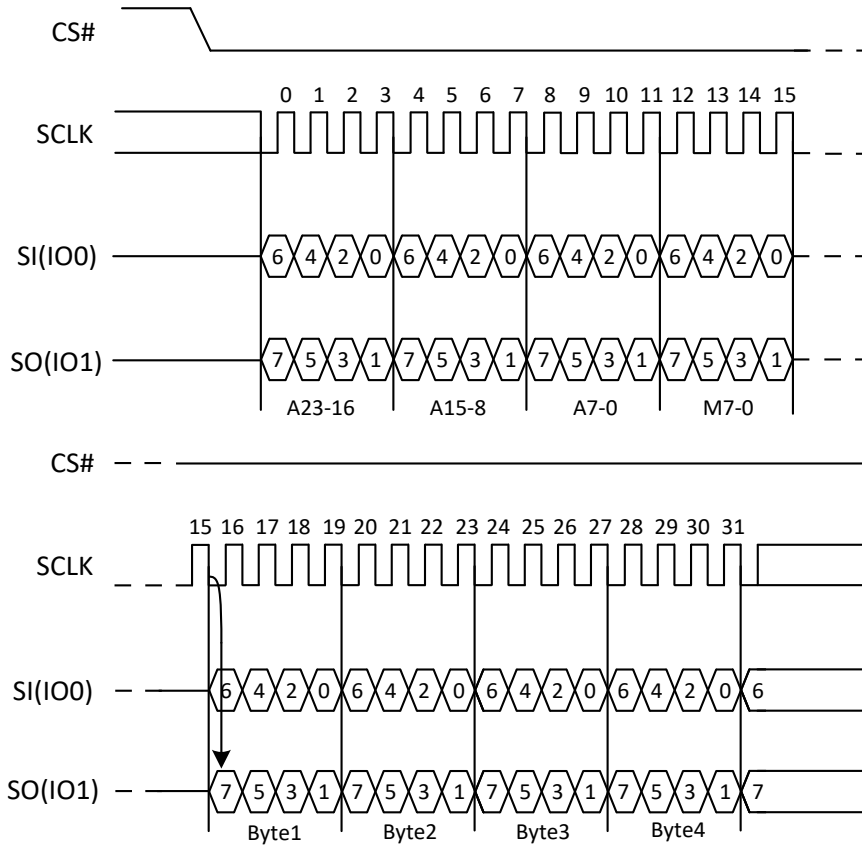 CS#
0 1 2 3 4 5 6 7 8 9 10 11 12 13 14 15
SCLK
SI(IO0) 6 4 2 0 6 4 2 0 6 4 2 0 6 4 2 0
SO(IO1) 7 5 3 1 7 5 3 1 7 5 3 1 7 5 3 1
A23-16 A15-8 A7-0 M7-0
CS#
15 16 17 18 19 20 21 22 23 24 25 26 27 28 29 30 31
SCLK
SI(IO0) 6 4 2 0 6 4 2 0 6 4 2 0 6 4 2 0 6
SO(IO1) 7 5 3 1 7 5 3 1 7 5 3 1 7 5 3 1 7
Byte1 Byte2 Byte3 Byte4